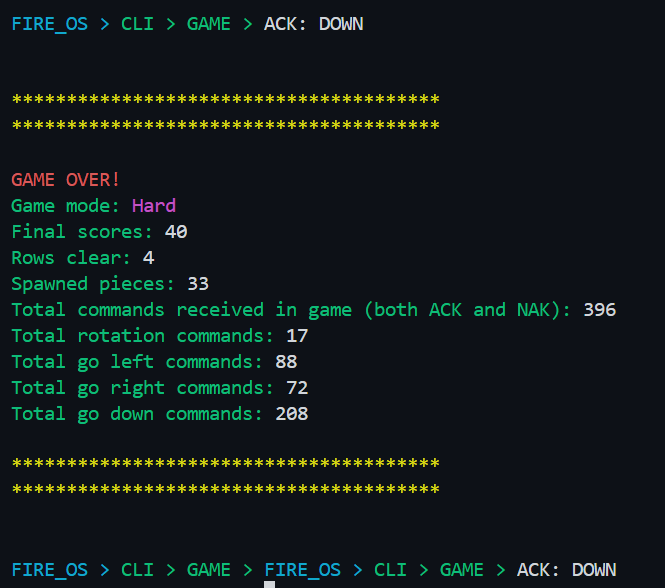 FIRE_OS > CLI > GAME > ACK: DOWN
***************************************
***************************************
GAME OVER!
Game mode: Hard
Final scores: 40
Rows clear: 4
Spawned pieces: 33
Total commands received in game (both ACK and NAK): 396
Total rotation commands: 17
Total go left commands: 88
Total go right commands: 72
Total go down commands: 208
***************************************
***************************************
FIRE_OS > CLI > GAME > FIRE_OS > CLI > GAME > ACK: DOWN